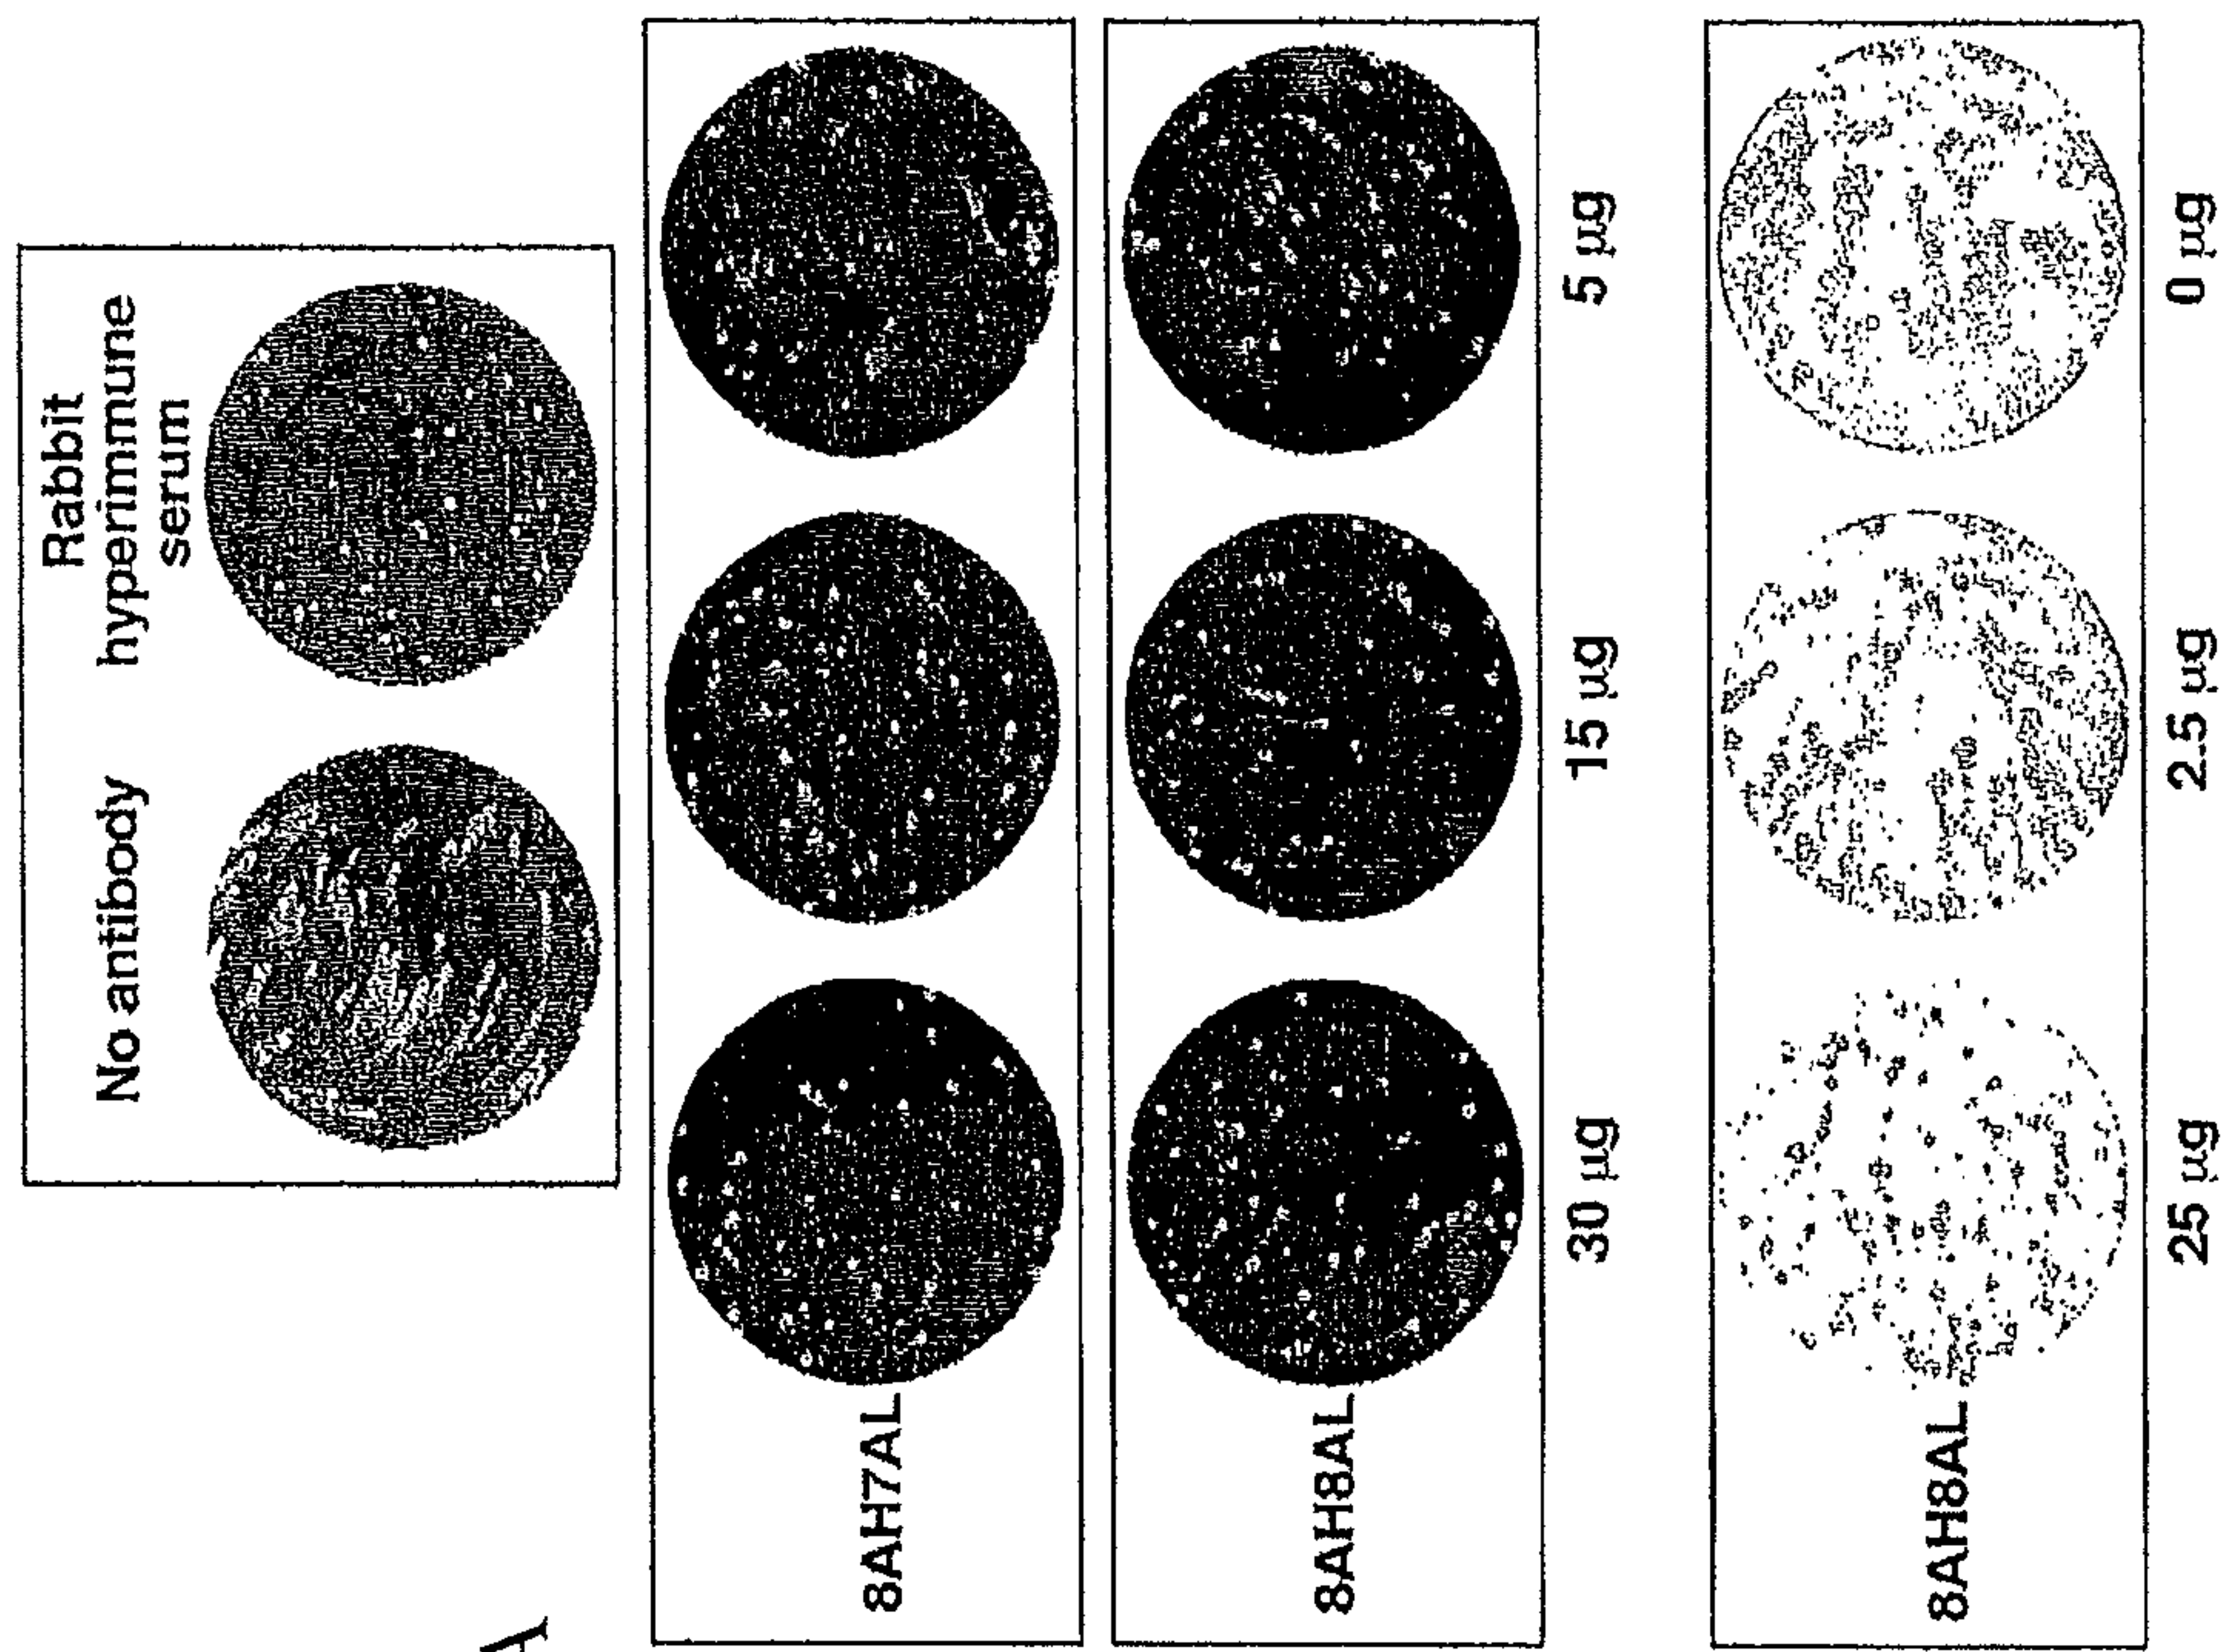 No antibody
Rabbit
hyperimmune
serum
8AH7AL
8AH8AL
30 µg
15 µg
5 µg
8AH8AL
25 µg
2.5 µg
0 µg